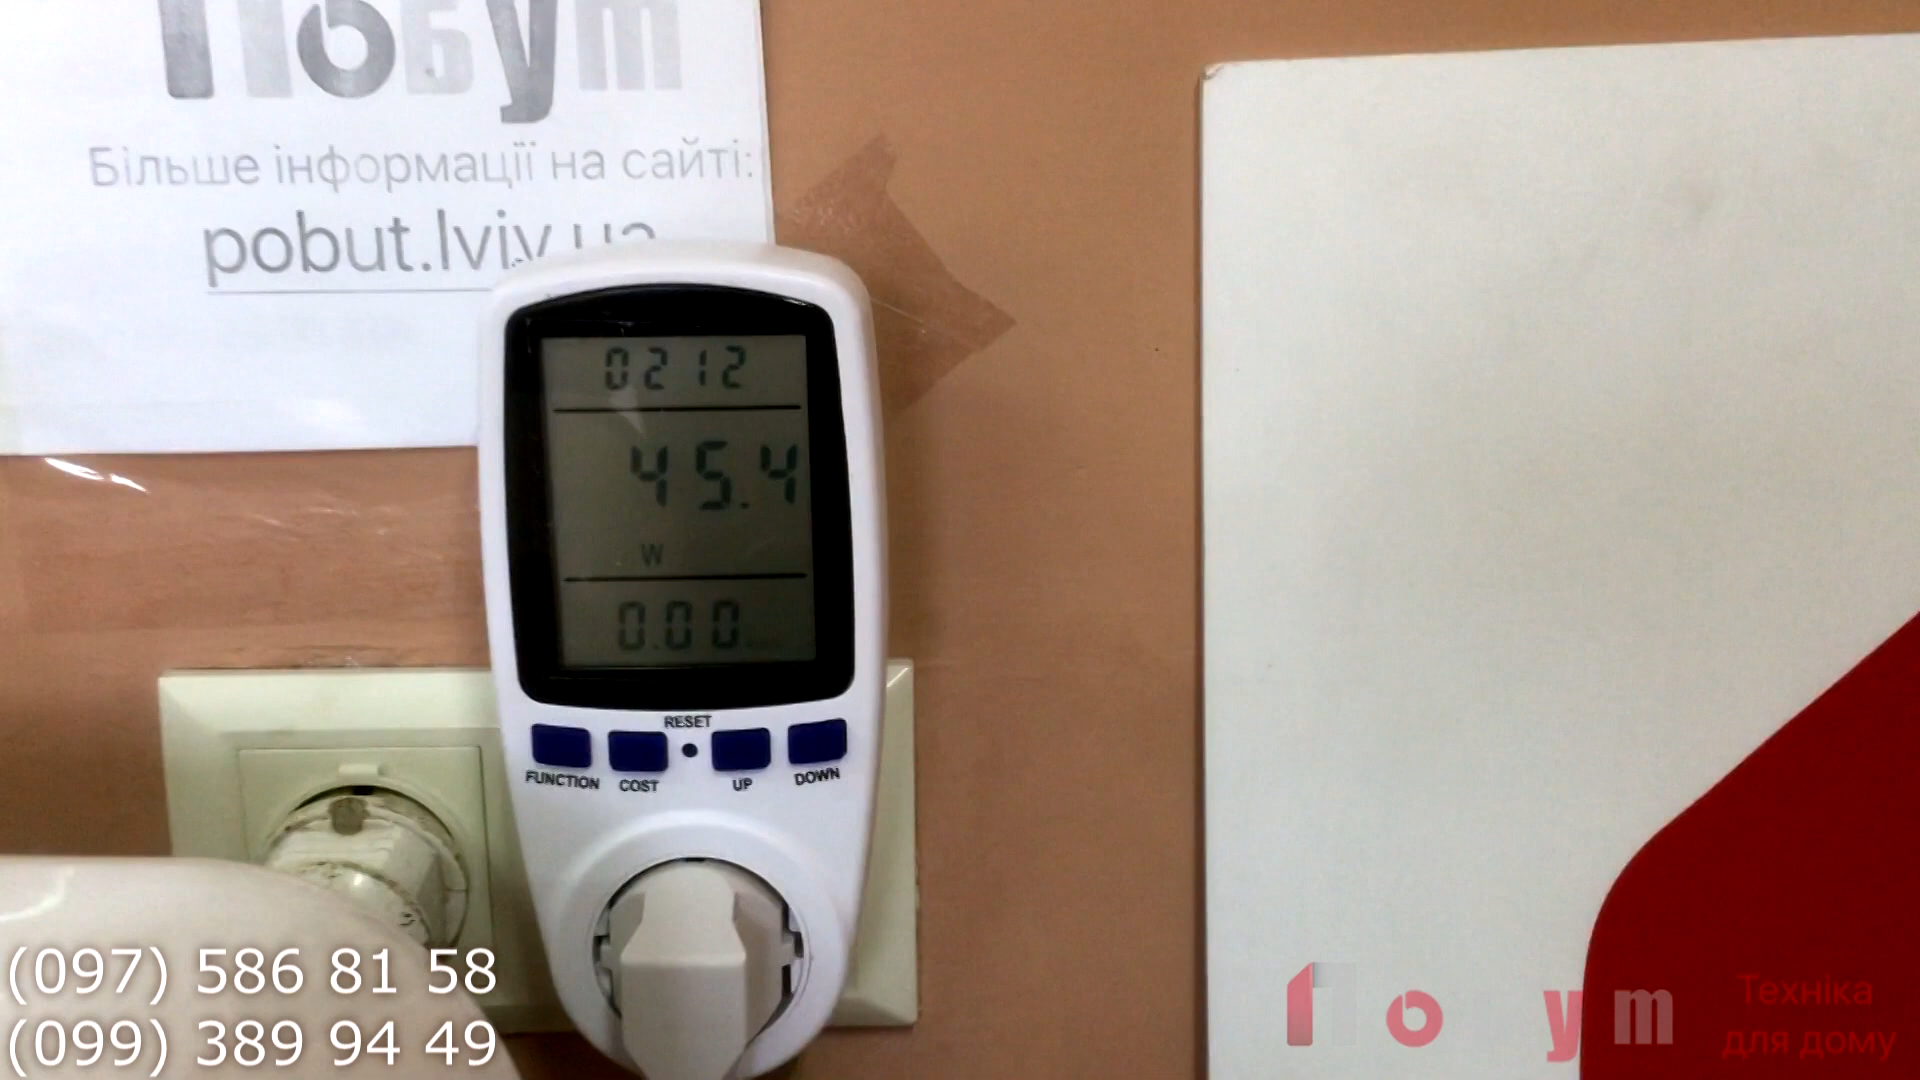 Побут
Більше інформації на сайті:
pobut.lviv.ua
0212
45.4
W
0.00
RESET
FUNCTION
COST
UP
DOWN
(097) 586 81 58
(099) 389 94 49
Побут
Техніка
для дому